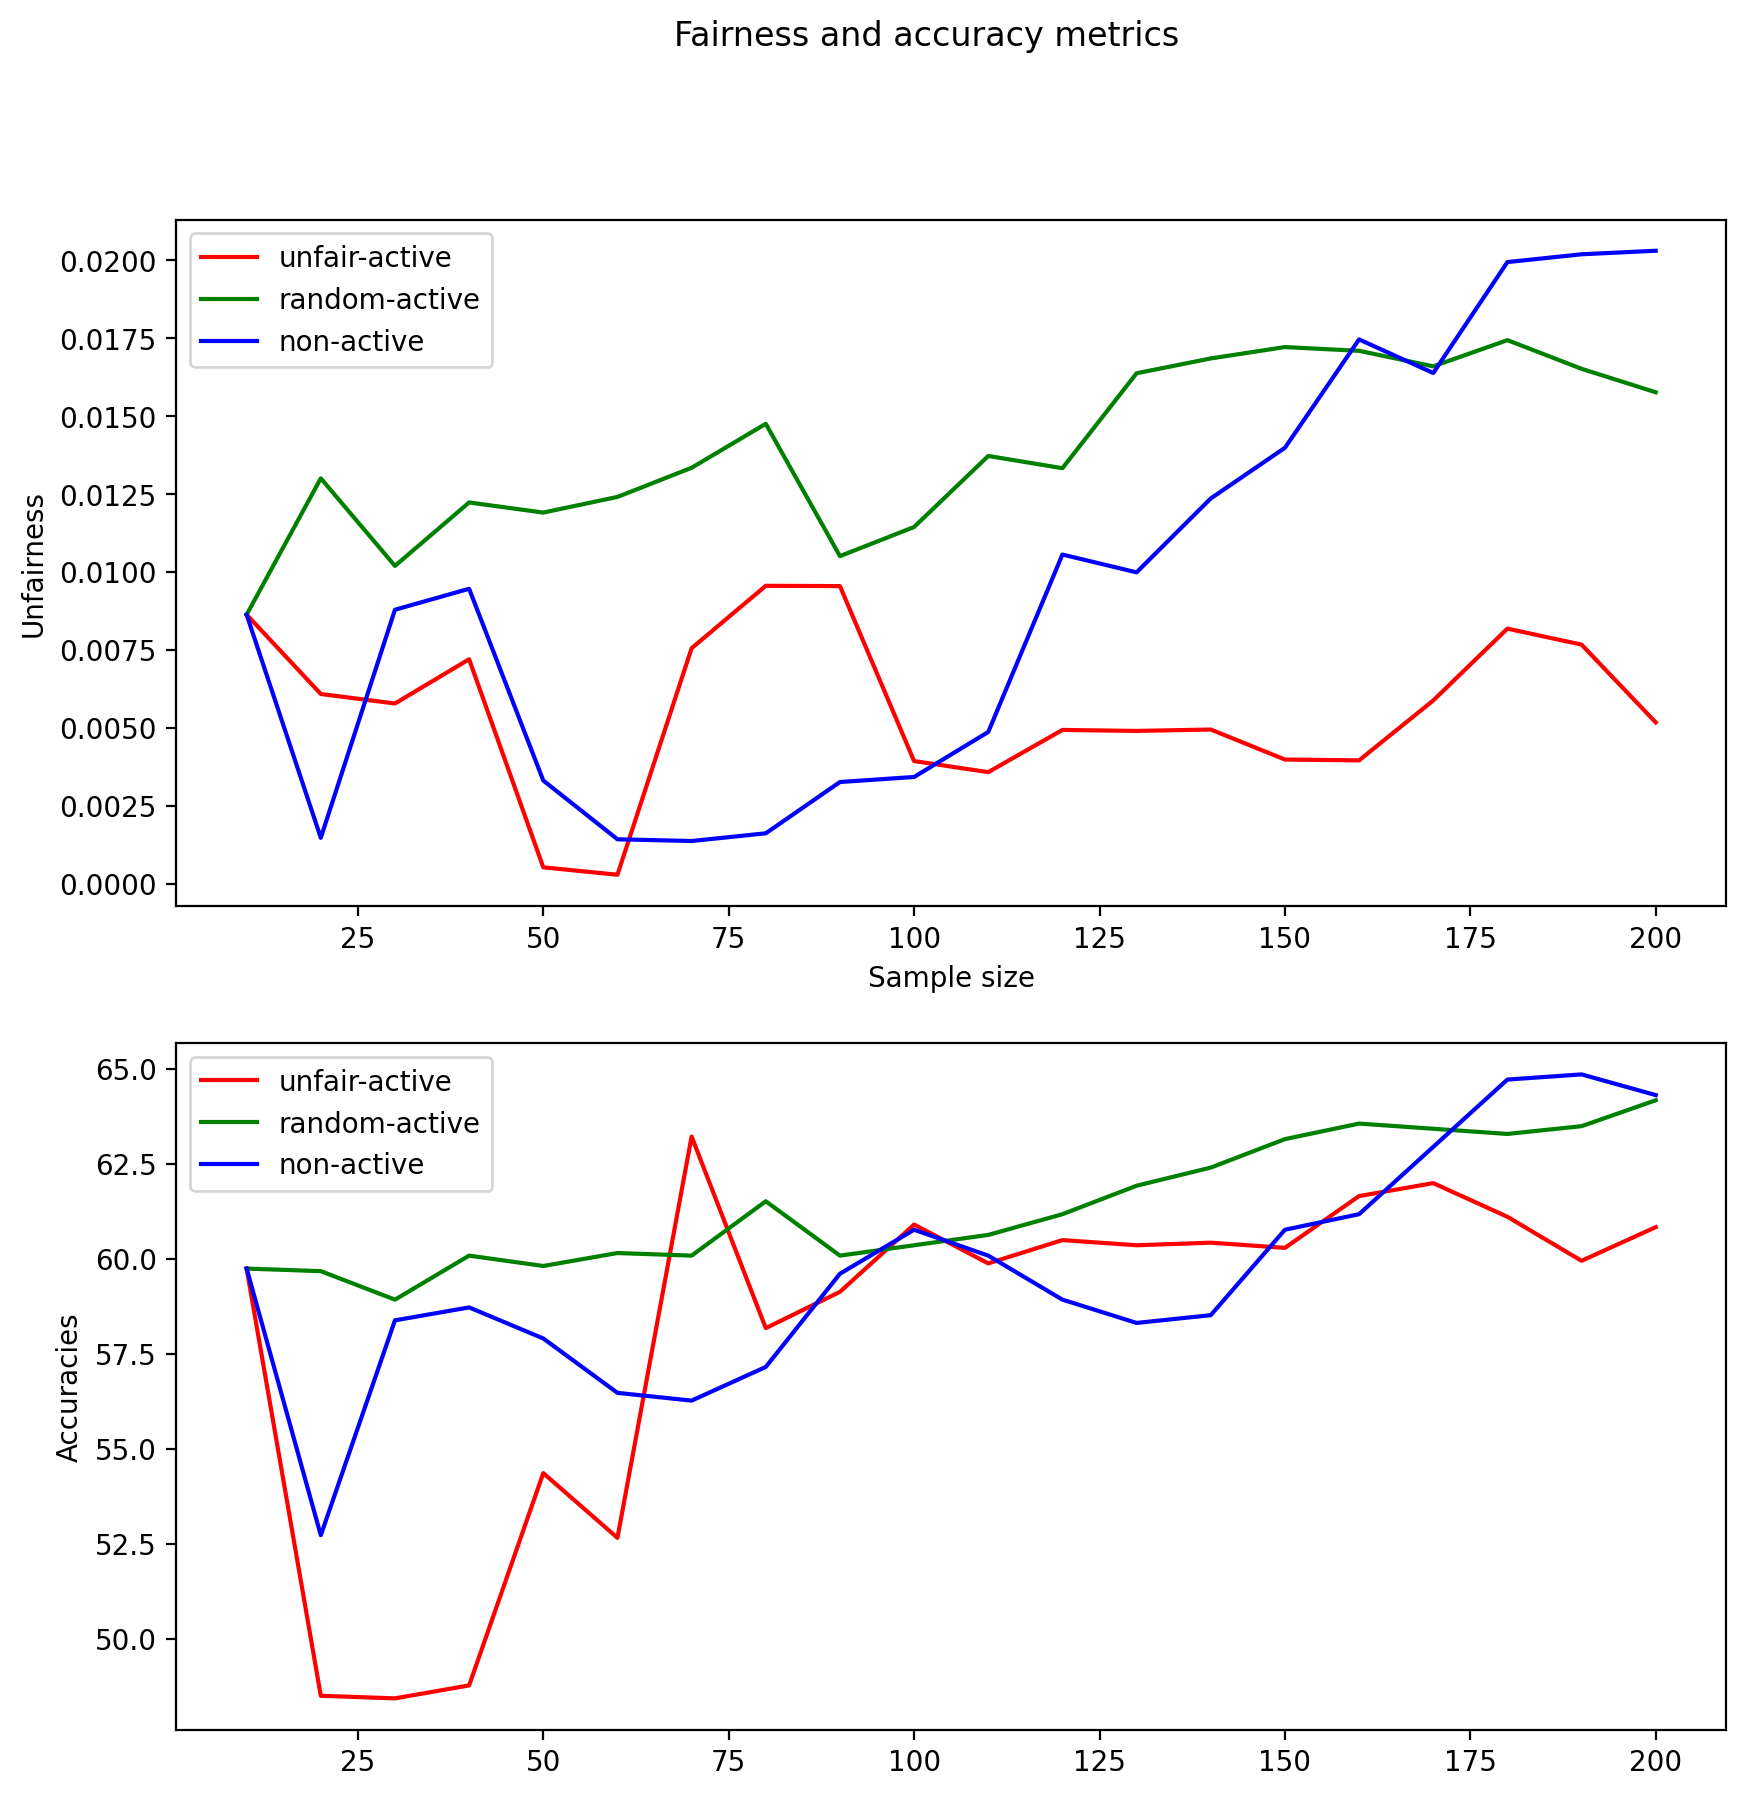 Fairness and accuracy metrics
unfair-active
random-active
non-active
0.0200
0.0175
0.0150
0.0125
0.0100
0.0075
0.0050
0.0025
0.0000
Unfairness
25 50 75 100 125 150 175 200
Sample size
unfair-active
random-active
non-active
65.0
62.5
60.0
57.5
55.0
52.5
50.0
Accuracies
25 50 75 100 125 150 175 200